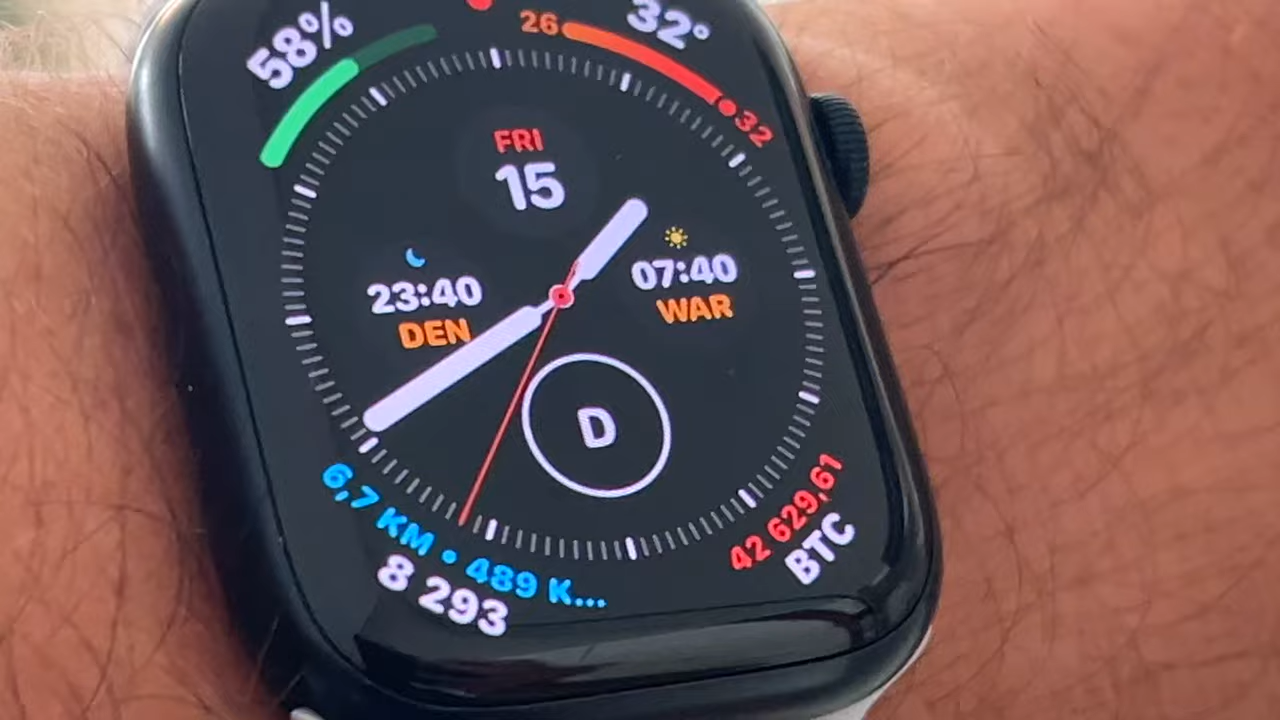 58%
26
32°
32
FRI
15
23:40
DEN
07:40
WAR
D
6,7 KM • 489 K...
8 293
42 629,61
BTC